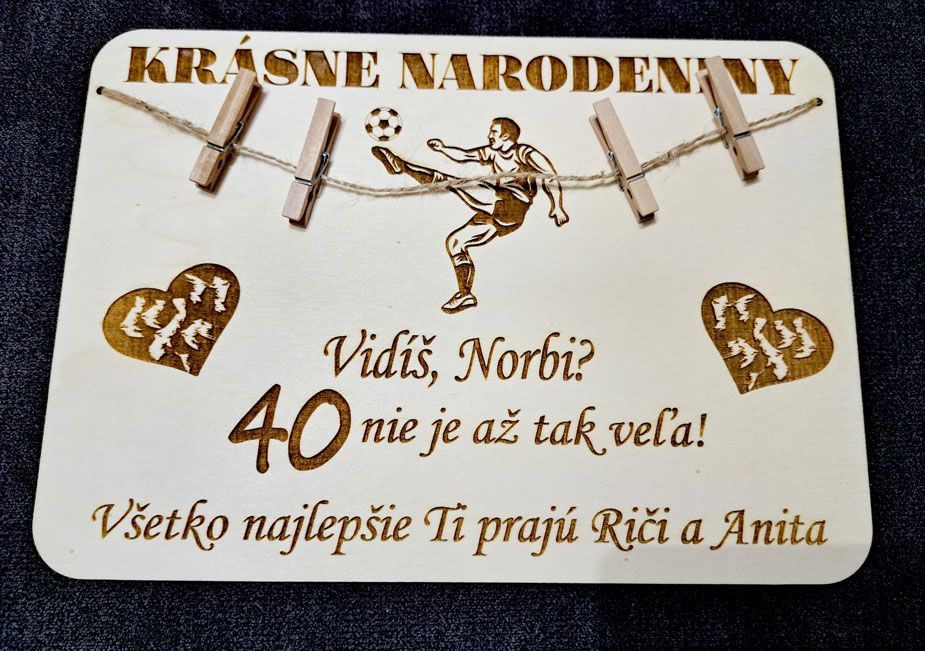 KRÁSNE NARODENINY
Vidíš, Norbi?
40 nie je až tak veľa!
Všetko najlepšie Ti prajú Riči a Anita